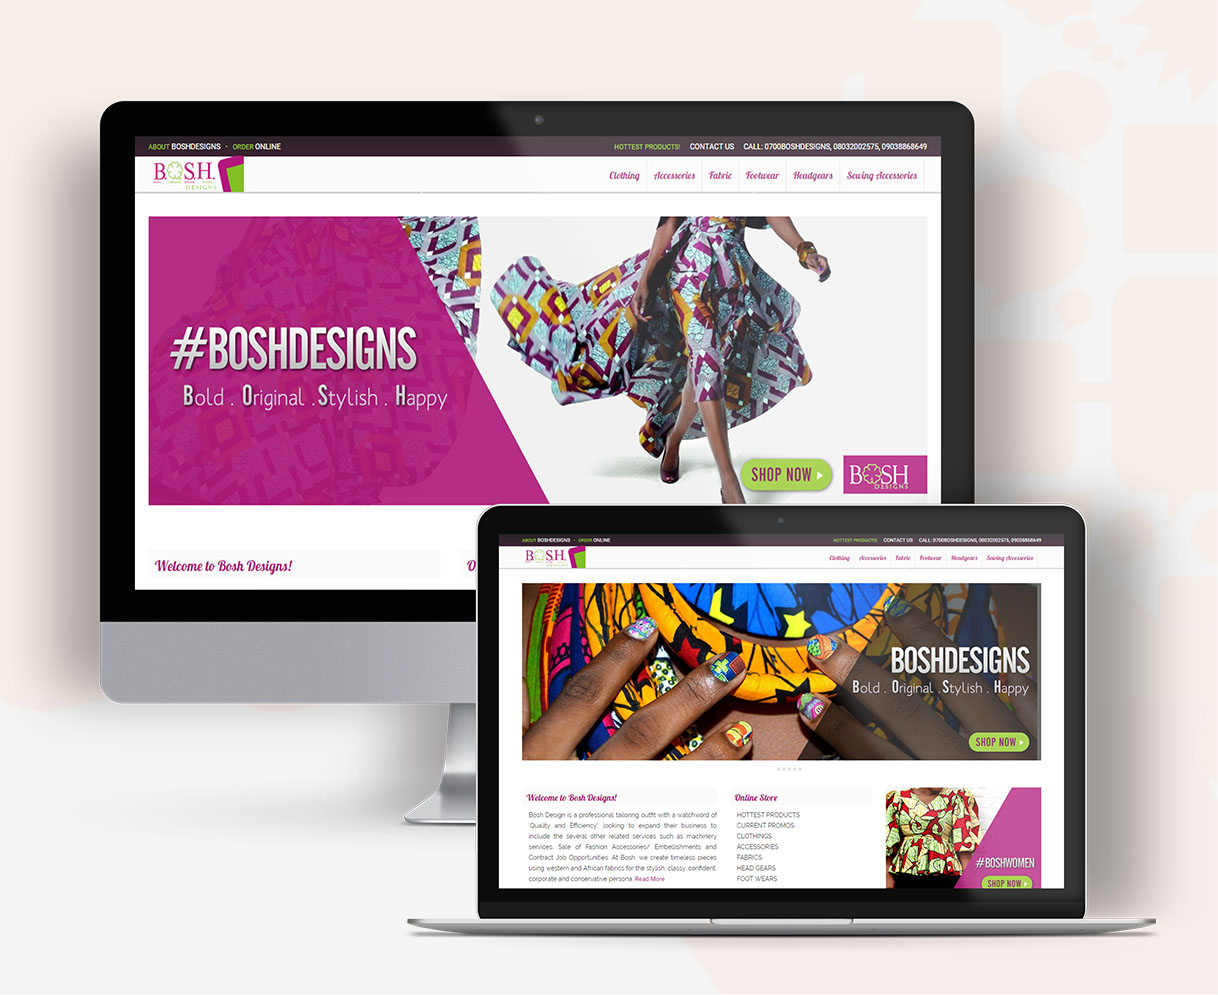 ABOUT BOSHDESIGNS • ORDER ONLINE
HOTTEST PRODUCTS! CONTACT US CALL: 0700BOSHDESIGNS, 08032002575, 09038868649
B.O.S.H.
DESIGNS
Clothing Accessories Fabric Footwear Headgears Sewing Accessories
#BOSHDESIGNS
Bold . Original . Stylish . Happy
SHOP NOW
BOSH
DESIGNS
Welcome to Bosh Designs!
O
ABOUT BOSHDESIGNS • ORDER ONLINE
HOTTEST PRODUCTS! CONTACT US CALL: 0700BOSHDESIGNS, 08032002575, 09038868649
B.O.S.H.
DESIGNS
Clothing Accessories Fabric Footwear Headgears Sewing Accessories
BOSHDESIGNS
Bold . Original . Stylish . Happy
SHOP NOW
Welcome to Bosh Designs!
Bosh Design is a professional tailoring outfit with a watchword of
'Quality and Efficiency', looking to expand their business to
include the several other related services such as machinery
services, Sale of Fashion Accessories/ Embellishments and
Contract Job Opportunities. At Bosh, we create timeless pieces
using western and African fabrics for the stylish, classy, confident,
corporate and conservative persona. Read More
Online Store
HOTTEST PRODUCTS
CURRENT PROMOS
CLOTHINGS
ACCESSORIES
FABRICS
HEAD GEARS
FOOT WEARS
#BOSHWOMEN
SHOP NOW